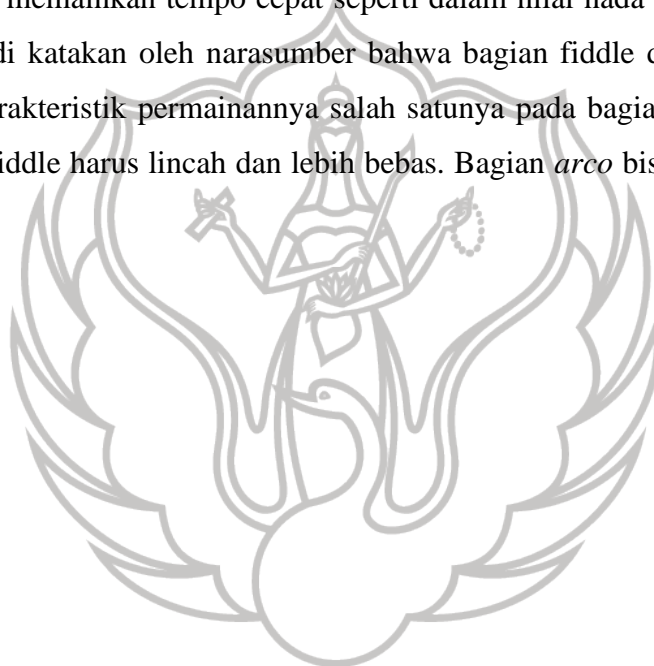 memainkan tempo cepat seperti dalam nilai nada
di katakan oleh narasumber bahwa bagian fiddle
rakteristik permainannya salah satunya pada bagia
iddle harus lincah dan lebih bebas. Bagian arco bis